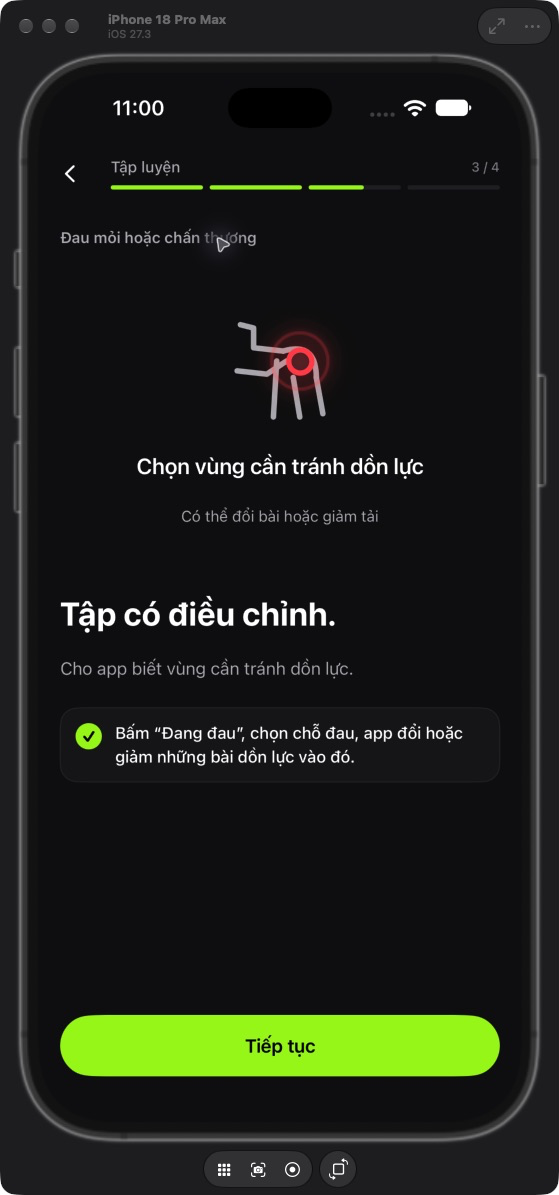 iPhone 18 Pro Max
iOS 27.3
11:00
Tập luyện
3 / 4
Đau mỏi hoặc chấn thương
Chọn vùng cần tránh dồn lực
Có thể đổi bài hoặc giảm tải
Tập có điều chỉnh.
Cho app biết vùng cần tránh dồn lực.
Bấm “Đang đau”, chọn chỗ đau, app đổi hoặc
giảm những bài dồn lực vào đó.
Tiếp tục